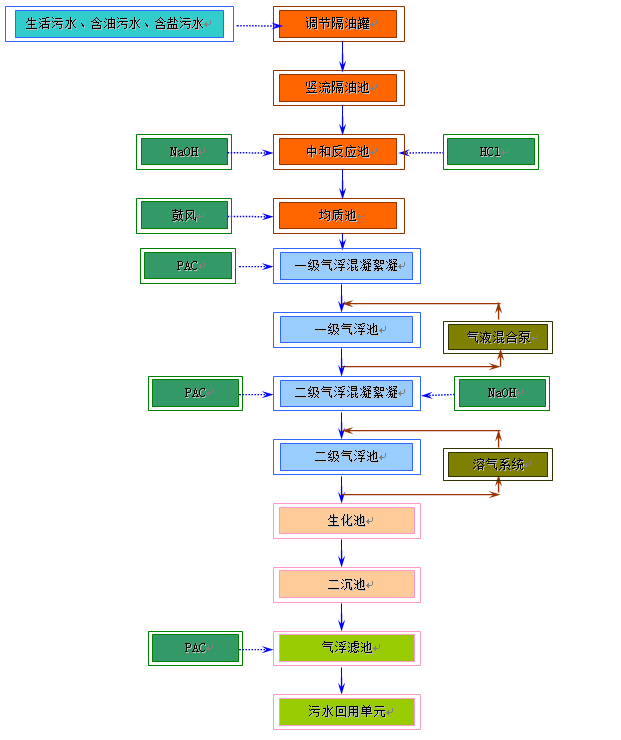 生活污水、含油污水、含盐污水
调节隔油罐
竖流隔油池
NaOH
中和反应池
HCl
鼓风
均质池
PAC
一级气浮混凝絮凝
一级气浮池
气液混合泵
PAC
二级气浮混凝絮凝
NaOH
二级气浮池
溶气系统
生化池
二沉池
PAC
气浮滤池
污水回用单元